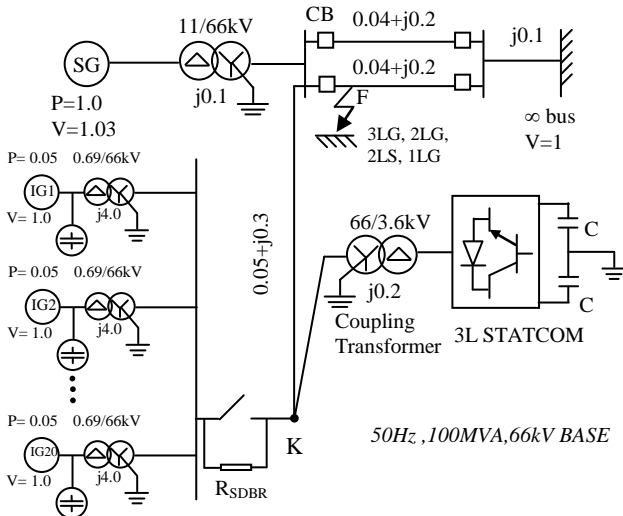 11/66kV
CB
0.04+j0.2
j0.1
SG
0.04+j0.2
j0.1
F
P=1.0
V=1.03
∞ bus
V=1
3LG, 2LG,
2LS, 1LG
P= 0.05 0.69/66kV
IG1
j4.0
V= 1.0
0.05+j0.3
66/3.6kV
j0.2
C
C
Coupling
Transformer
3L STATCOM
P= 0.05 0.69/66kV
IG2
j4.0
V= 1.0
P= 0.05 0.69/66kV
IG20
j4.0
V= 1.0
K
RSDBR
50Hz ,100MVA,66kV BASE